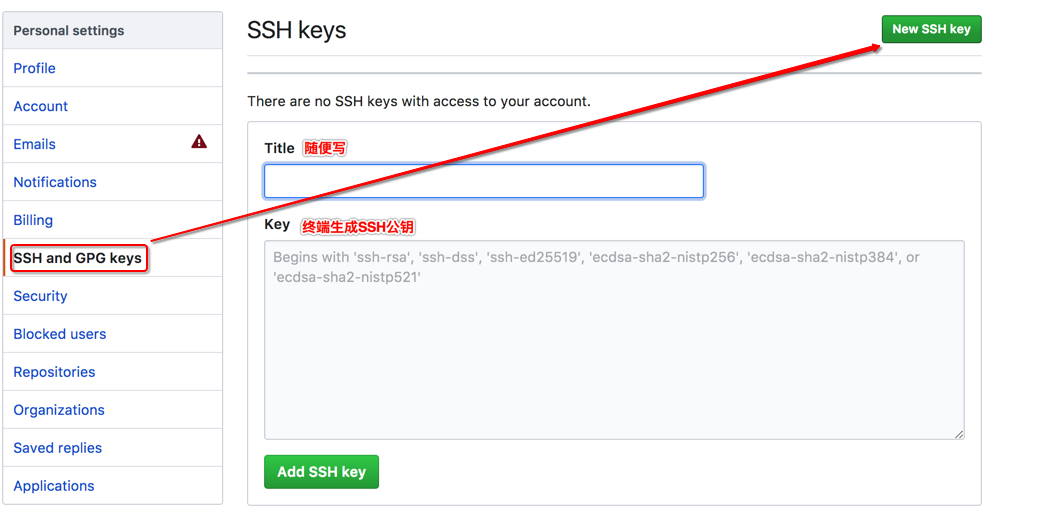 Personal settings
Profile
Account
Emails
Notifications
Billing
SSH and GPG keys
Security
Blocked users
Repositories
Organizations
Saved replies
Applications
SSH keys
New SSH key
There are no SSH keys with access to your account.
Title 随便写
Key 终端生成SSH公钥
Begins with 'ssh-rsa', 'ssh-dss', 'ssh-ed25519', 'ecdsa-sha2-nistp256', 'ecdsa-sha2-nistp384', or
'ecdsa-sha2-nistp521'
Add SSH key